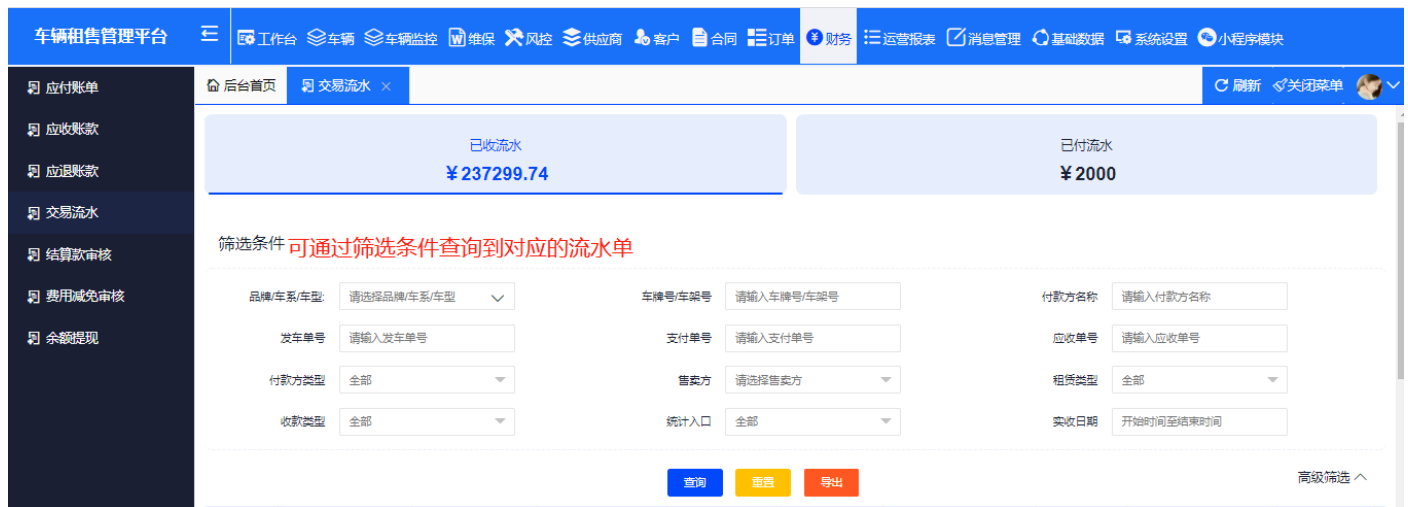 车辆租售管理平台
工作台 车辆 车辆监控 维保 风控 供应商 客户 合同 订单 财务 运营报表 消息管理 基础数据 系统设置 小程序模块
应付账单
应收账款
应退账款
交易流水
结算款审核
费用减免审核
余额提现
后台首页 交易流水 × 刷新 关闭菜单
已收流水
￥237299.74
已付流水
￥2000
筛选条件 可通过筛选条件查询到对应的流水单
品牌/车系/车型: 请选择品牌/车系/车型 车牌号/车架号 请输入车牌号/车架号 付款方名称 请输入付款方名称
发车单号 请输入发车单号 支付单号 请输入支付单号 应收单号 请输入应收单号
付款方类型 全部 售卖方 请选择售卖方 租赁类型 全部
收款类型 全部 统计入口 全部 实收日期 开始时间至结束时间
查询 重置 导出 高级筛选